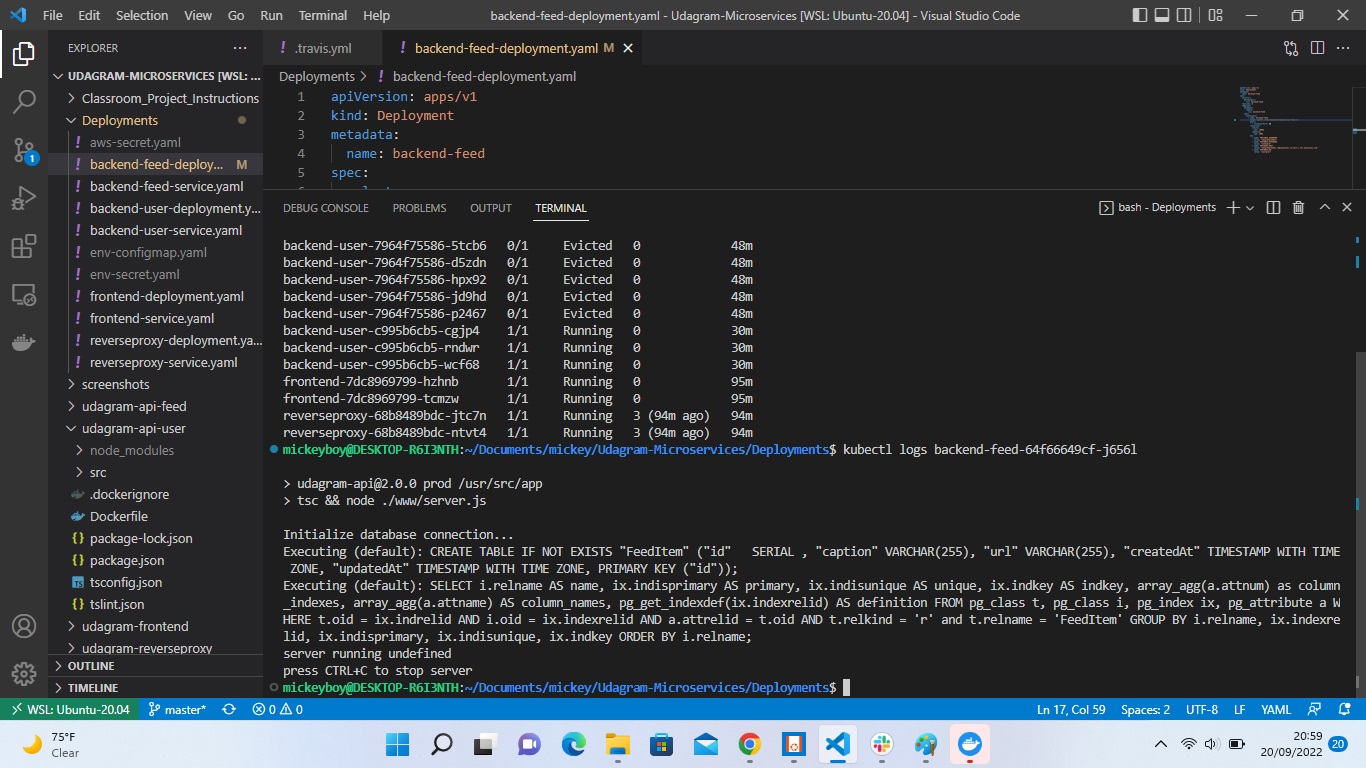 File Edit Selection View Go Run Terminal Help
backend-feed-deployment.yaml - Udagram-Microservices [WSL: Ubuntu-20.04] - Visual Studio Code
EXPLORER
UDAGRAM-MICROSERVICES [WSL: ...
Classroom_Project_Instructions
Deployments
! aws-secret.yaml
! backend-feed-deploy... M
! backend-feed-service.yaml
! backend-user-deployment.y...
! backend-user-service.yaml
! env-configmap.yaml
! env-secret.yaml
! frontend-deployment.yaml
! frontend-service.yaml
! reverseproxy-deployment.ya...
! reverseproxy-service.yaml
screenshots
udagram-api-feed
udagram-api-user
node_modules
src
.dockerignore
Dockerfile
{} package-lock.json
{} package.json
TS tsconfig.json
{} tslint.json
udagram-frontend
udagram-reverseproxy
OUTLINE
TIMELINE
1
! .travis.yml
! backend-feed-deployment.yaml M
Deployments > ! backend-feed-deployment.yaml
1 apiVersion: apps/v1
2 kind: Deployment
3 metadata:
4 name: backend-feed
5 spec:
DEBUG CONSOLE PROBLEMS OUTPUT TERMINAL
bash - Deployments
backend-user-7964f75586-5tcb6 0/1 Evicted 0 48m
backend-user-7964f75586-d5zdn 0/1 Evicted 0 48m
backend-user-7964f75586-hpx92 0/1 Evicted 0 48m
backend-user-7964f75586-jd9hd 0/1 Evicted 0 48m
backend-user-7964f75586-p2467 0/1 Evicted 0 48m
backend-user-c995b6cb5-cgjp4 1/1 Running 0 30m
backend-user-c995b6cb5-rndwr 1/1 Running 0 30m
backend-user-c995b6cb5-wcf68 1/1 Running 0 30m
frontend-7dc8969799-hzhnb 1/1 Running 0 95m
frontend-7dc8969799-tcmzw 1/1 Running 0 95m
reverseproxy-68b8489bdc-jtc7n 1/1 Running 3 (94m ago) 94m
reverseproxy-68b8489bdc-ntvt4 1/1 Running 3 (94m ago) 94m
mickeyboy@DESKTOP-R6I3NTH:~/Documents/mickey/Udagram-Microservices/Deployments$ kubectl logs backend-feed-64f66649cf-j656l
> udagram-api@2.0.0 prod /usr/src/app
> tsc && node ./www/server.js
Initialize database connection...
Executing (default): CREATE TABLE IF NOT EXISTS "FeedItem" ("id" SERIAL , "caption" VARCHAR(255), "url" VARCHAR(255), "createdAt" TIMESTAMP WITH TIME
ZONE, "updatedAt" TIMESTAMP WITH TIME ZONE, PRIMARY KEY ("id"));
Executing (default): SELECT i.relname AS name, ix.indisprimary AS primary, ix.indisunique AS unique, ix.indkey AS indkey, array_agg(a.attnum) as column
_indexes, array_agg(a.attname) AS column_names, pg_get_indexdef(ix.indexrelid) AS definition FROM pg_class t, pg_class i, pg_index ix, pg_attribute a W
HERE t.oid = ix.indrelid AND i.oid = ix.indexrelid AND a.attrelid = t.oid AND t.relkind = 'r' and t.relname = 'FeedItem' GROUP BY i.relname, ix.indexre
lid, ix.indisprimary, ix.indisunique, ix.indkey ORDER BY i.relname;
server running undefined
press CTRL+C to stop server
mickeyboy@DESKTOP-R6I3NTH:~/Documents/mickey/Udagram-Microservices/Deployments$
WSL: Ubuntu-20.04 master* 0 0 Ln 17, Col 59 Spaces: 2 UTF-8 LF YAML
75°F
Clear
20:59
20/09/2022
20